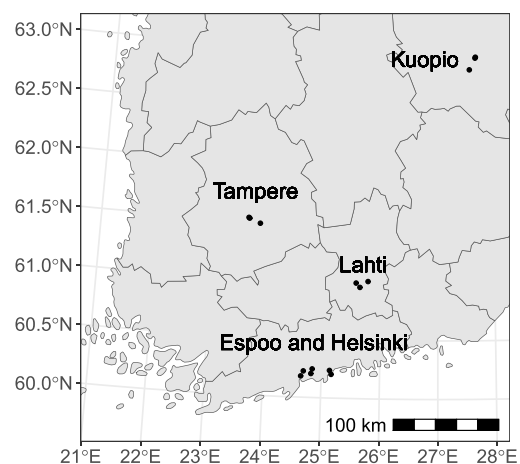 63.0°N
Kuopio
62.5°N
62.0°N
Tampere
61.5°N
Lahti
61.0°N
60.5°N
Espoo and Helsinki
60.0°N
100 km
21°E 22°E 23°E 24°E 25°E 26°E 27°E 28°E